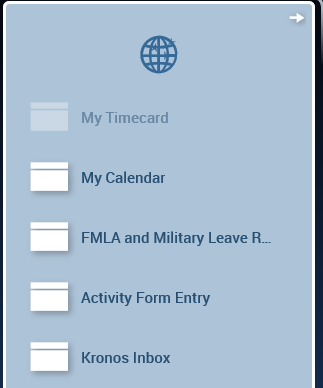 My Timecard
My Calendar
FMLA and Military Leave R...
Activity Form Entry
Kronos Inbox